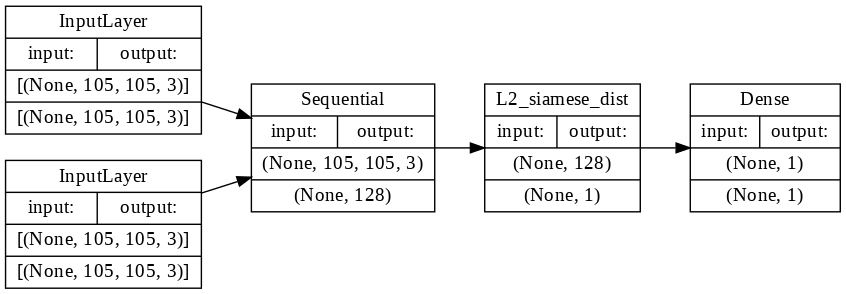 InputLayer
input: output:
[(None, 105, 105, 3)]
[(None, 105, 105, 3)]
InputLayer
input: output:
[(None, 105, 105, 3)]
[(None, 105, 105, 3)]
Sequential
input: output:
(None, 105, 105, 3)
(None, 128)
L2_siamese_dist
input: output:
(None, 128)
(None, 1)
Dense
input: output:
(None, 1)
(None, 1)